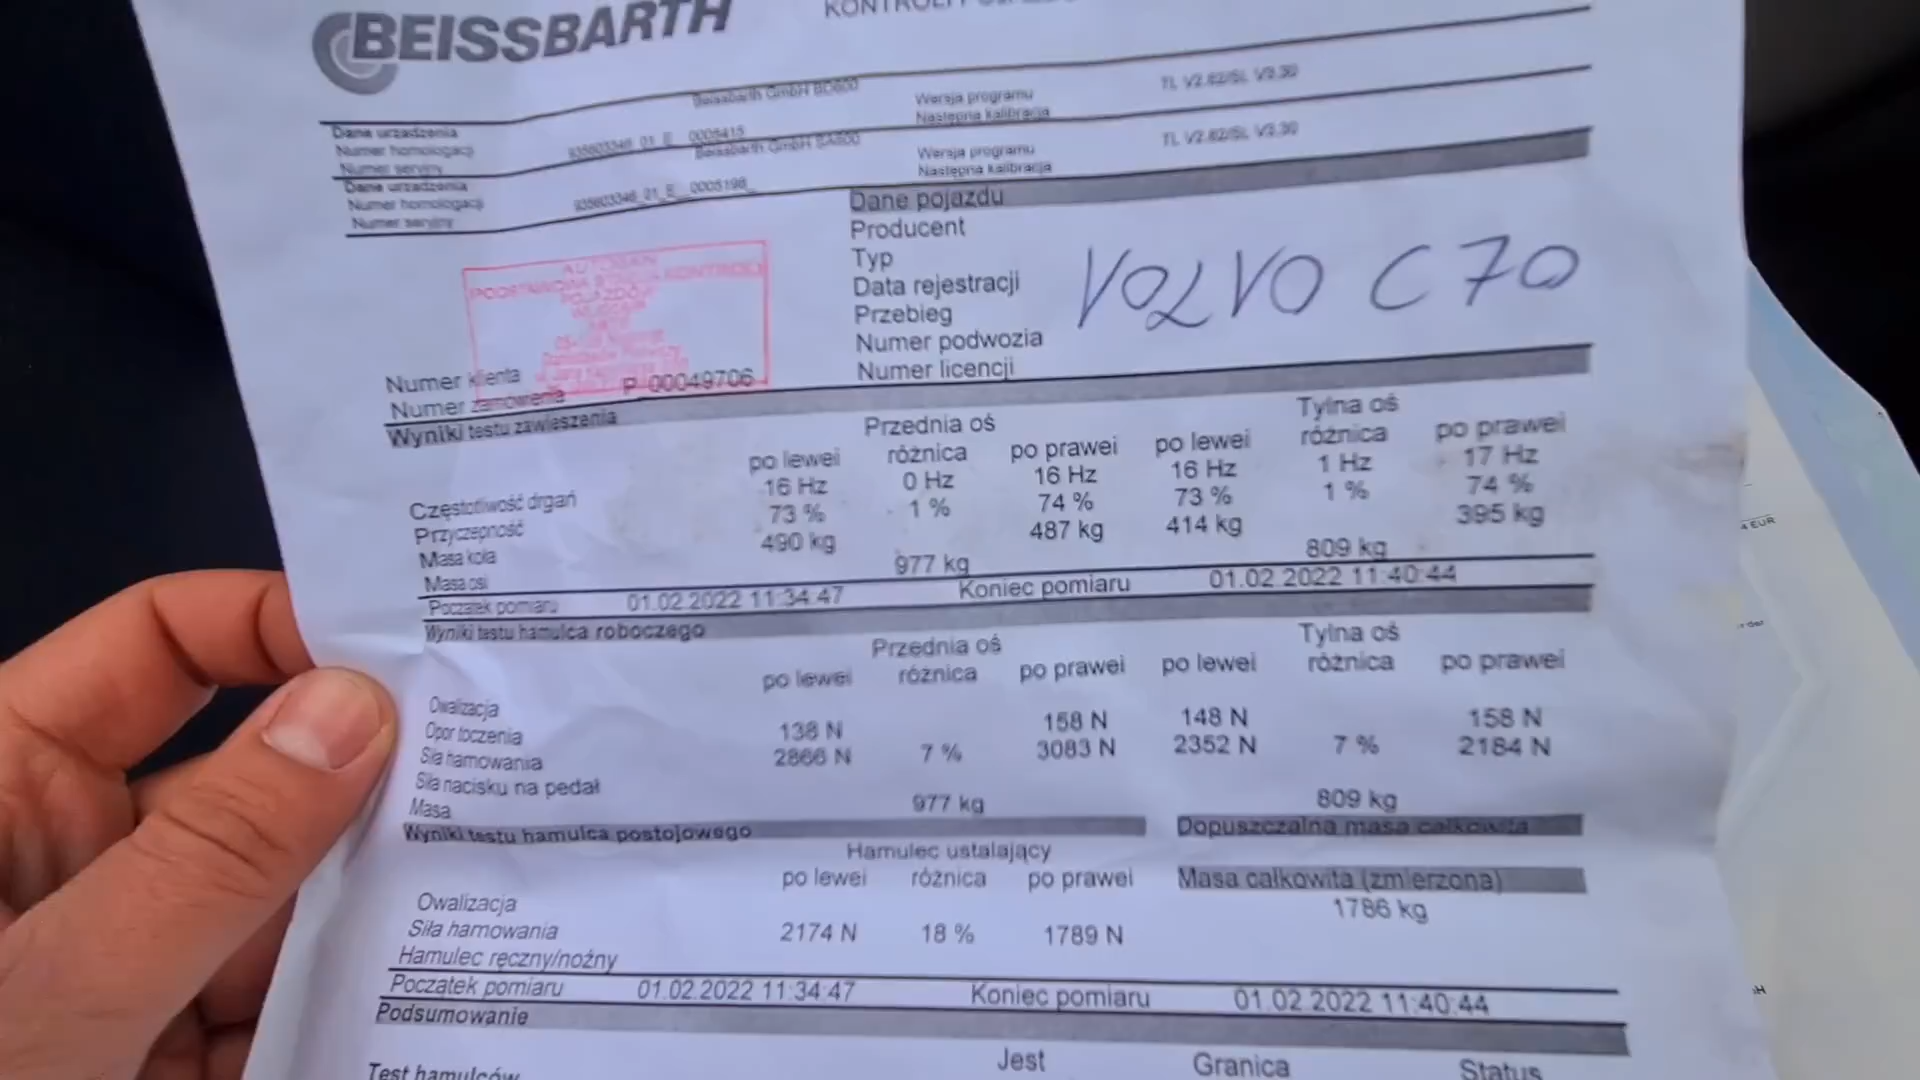 BEISSBARTH
Beissbarth GmbH BD600 Wersja programu TL V2.62/SL V3.30
Dane urządzenia Następna kalibracja
Numer homologacji 935603346_01_E_ 0005415
Numer seryjny Beissbarth GmbH SA600 Wersja programu TL V2.62/SL V3.30
Dane urządzenia Następna kalibracja
Numer homologacji 935603346_21_E_ 0005198_
Numer seryjny
Dane pojazdu
Producent
Typ
Data rejestracji
Przebieg
Numer podwozia
Numer licencji
VOLVO C70
Numer klienta
Numer zamówienia P 00049706
Wyniki testu zawieszenia
Przednia oś Tylna oś
po lewej różnica po prawej po lewej różnica po prawej
Częstotliwość drgań 16 Hz 0 Hz 16 Hz 16 Hz 1 Hz 17 Hz
Przyczepność 73 % 1 % 74 % 73 % 1 % 74 %
Masa koła 490 kg 487 kg 414 kg 395 kg
Masa osi 977 kg 809 kg
Początek pomiaru 01.02.2022 11:34:47 Koniec pomiaru 01.02.2022 11:40:44
Wyniki testu hamulca roboczego
Przednia oś Tylna oś
po lewej różnica po prawej po lewej różnica po prawej
Owalizacja
Opór toczenia 138 N 158 N 148 N 158 N
Siła hamowania 2866 N 7 % 3083 N 2352 N 7 % 2184 N
Siła nacisku na pedał
Masa 977 kg 809 kg
Wyniki testu hamulca postojowego Dopuszczalna masa całkowita
Hamulec ustalający
po lewej różnica po prawej Masa całkowita (zmierzona)
Owalizacja 1786 kg
Siła hamowania 2174 N 18 % 1789 N
Hamulec ręczny/nożny
Początek pomiaru 01.02.2022 11:34:47 Koniec pomiaru 01.02.2022 11:40:44
Podsumowanie
Jest Granica Status
Test hamulców